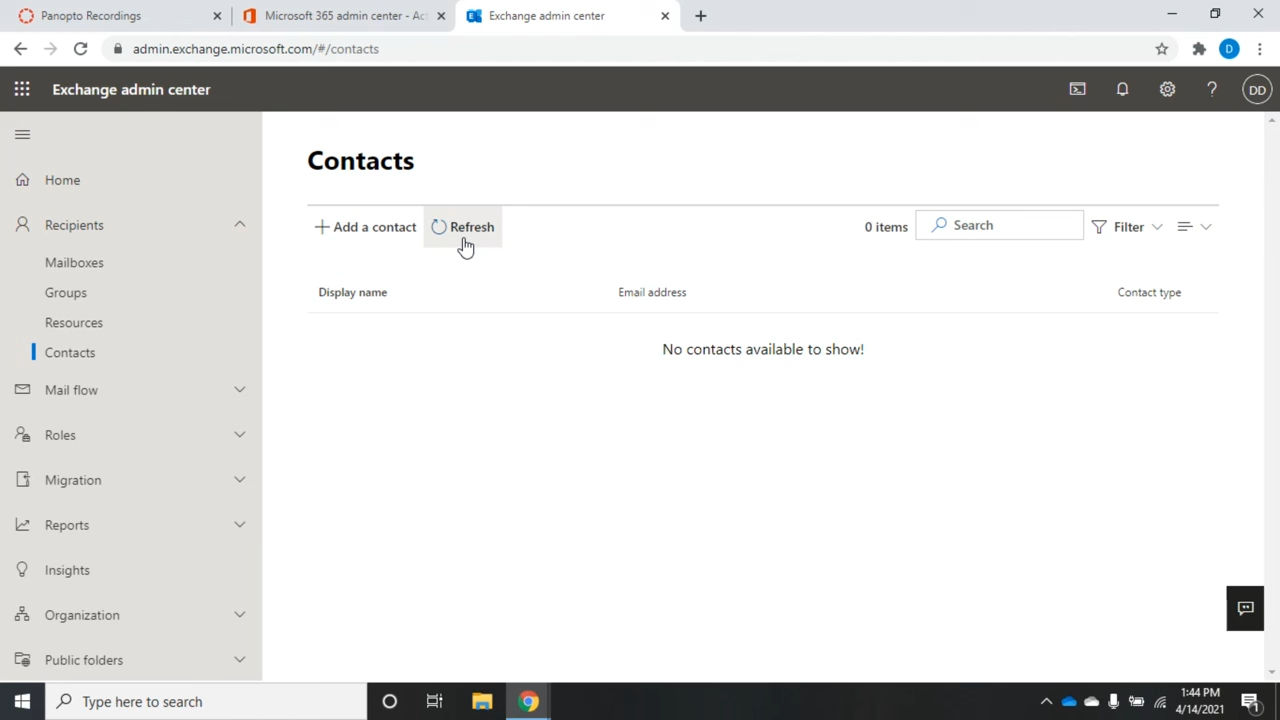 Panopto Recordings
Microsoft 365 admin center - Act
Exchange admin center
admin.exchange.microsoft.com/#/contacts
D
Exchange admin center
?
DD
Home
Recipients
Mailboxes
Groups
Resources
Contacts
Mail flow
Roles
Migration
Reports
Insights
Organization
Public folders
Contacts
Add a contact
Refresh
0 items
Search
Filter
Display name
Email address
Contact type
No contacts available to show!
Type here to search
1:44 PM
4/14/2021
1